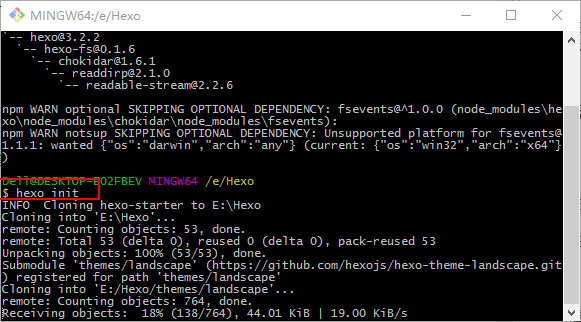 MINGW64:/e/Hexo
`-- hexo@3.2.2
`-- hexo-fs@0.1.6
`-- chokidar@1.6.1
`-- readdirp@2.1.0
`-- readable-stream@2.2.6
npm WARN optional SKIPPING OPTIONAL DEPENDENCY: fsevents@^1.0.0 (node_modules\he
xo\node_modules\chokidar\node_modules\fsevents):
npm WARN notsup SKIPPING OPTIONAL DEPENDENCY: Unsupported platform for fsevents@
1.1.1: wanted {"os":"darwin","arch":"any"} (current: {"os":"win32","arch":"x64"}
)
Dell@DESKTOP-BO2FBEV MINGW64 /e/Hexo
$ hexo init
INFO  Cloning hexo-starter to E:\Hexo
Cloning into 'E:\Hexo'...
remote: Counting objects: 53, done.
remote: Total 53 (delta 0), reused 0 (delta 0), pack-reused 53
Unpacking objects: 100% (53/53), done.
Submodule 'themes/landscape' (https://github.com/hexojs/hexo-theme-landscape.git
) registered for path 'themes/landscape'
Cloning into 'E:/Hexo/themes/landscape'...
remote: Counting objects: 764, done.
Receiving objects:  18% (138/764), 44.01 KiB | 19.00 KiB/s